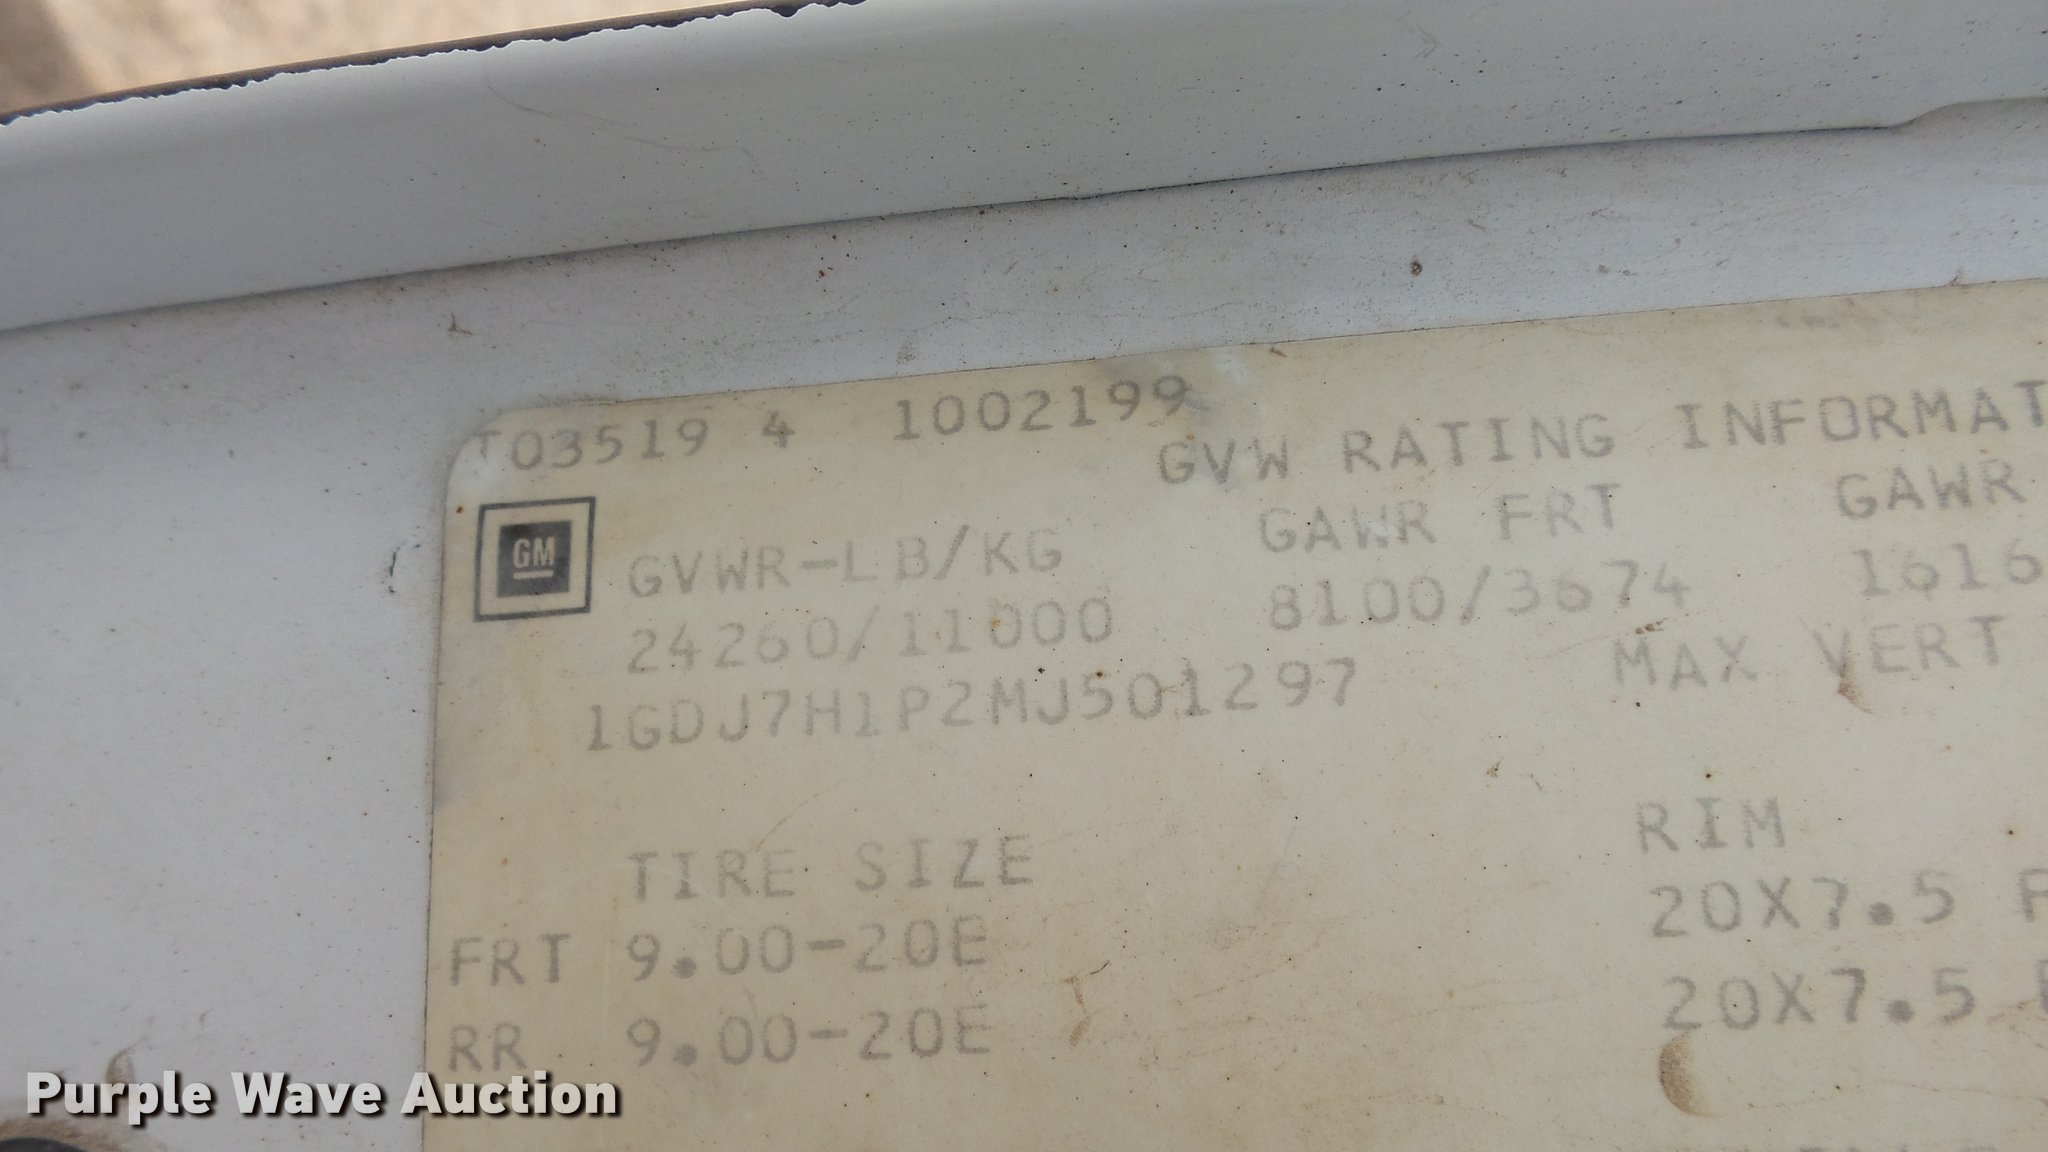 T03519 4 1002199
GVW RATING INFORMAT
GM
GVWR-LB/KG GAWR FRT GAWR
24260/11000 8100/3674 1616
1GDJ7H1P2MJ501297 MAX VERT
TIRE SIZE RIM
FRT 9.00-20E 20X7.5 F
RR 9.00-20E 20X7.5
Purple Wave Auction